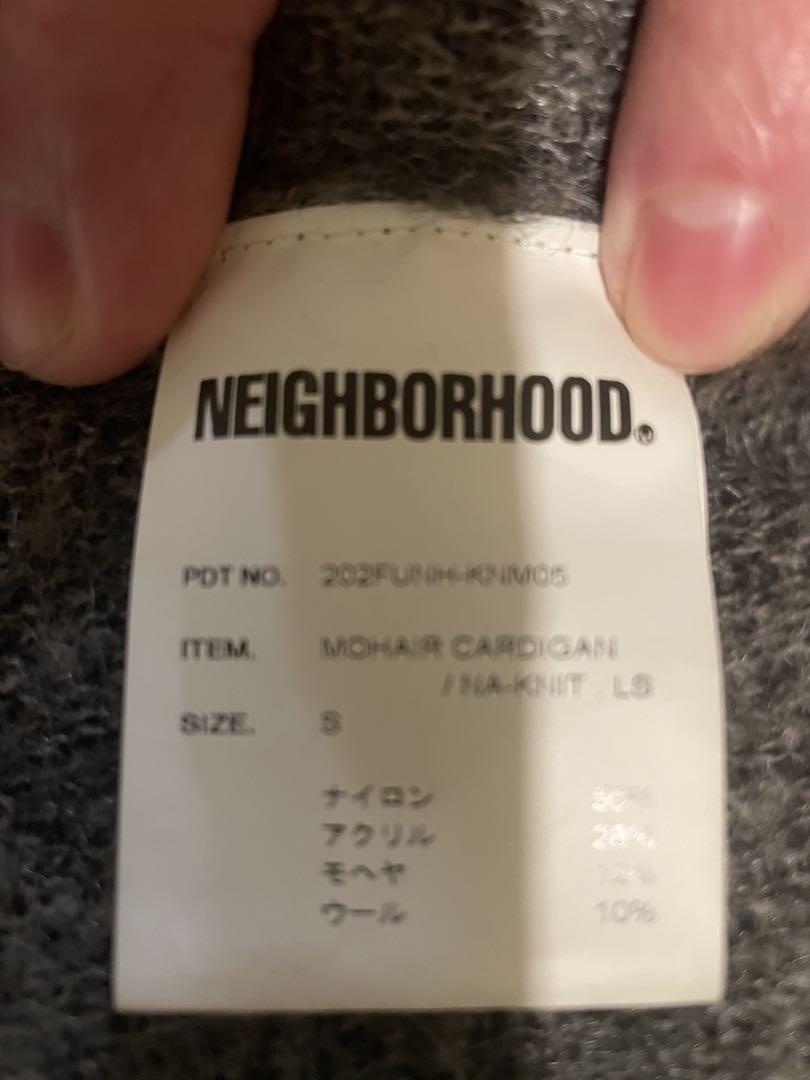 NEIGHBORHOOD®
PDT NO. 202FUNH-KNM05
ITEM. MOHAIR CARDIGAN
/ NA-KNIT . LS
SIZE. S
ナイロン
アクリル 28%
モヘヤ
ウール 10%